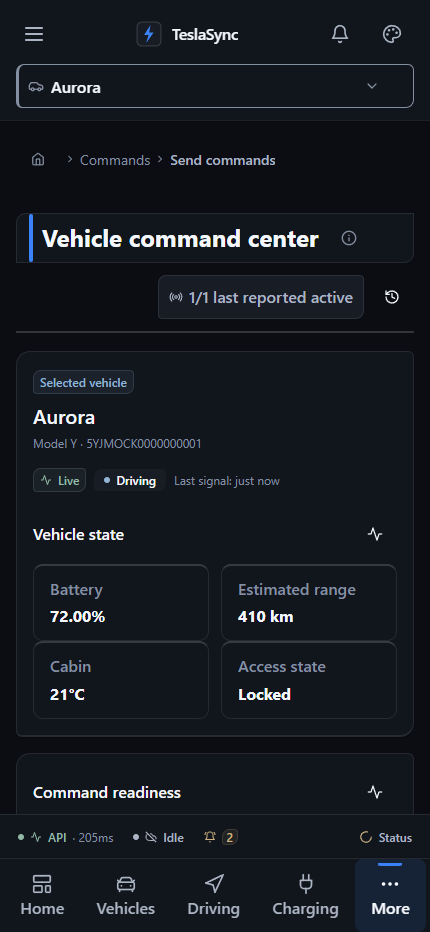 TeslaSync
Aurora
Commands
Send commands
Vehicle command center
1/1 last reported active
Selected vehicle
Aurora
Model Y · 5YJMOCK0000000001
Live
Driving
Last signal: just now
Vehicle state
Battery
72.00%
Estimated range
410 km
Cabin
21°C
Access state
Locked
Command readiness
API · 205ms
Idle
2
Status
Home
Vehicles
Driving
Charging
More